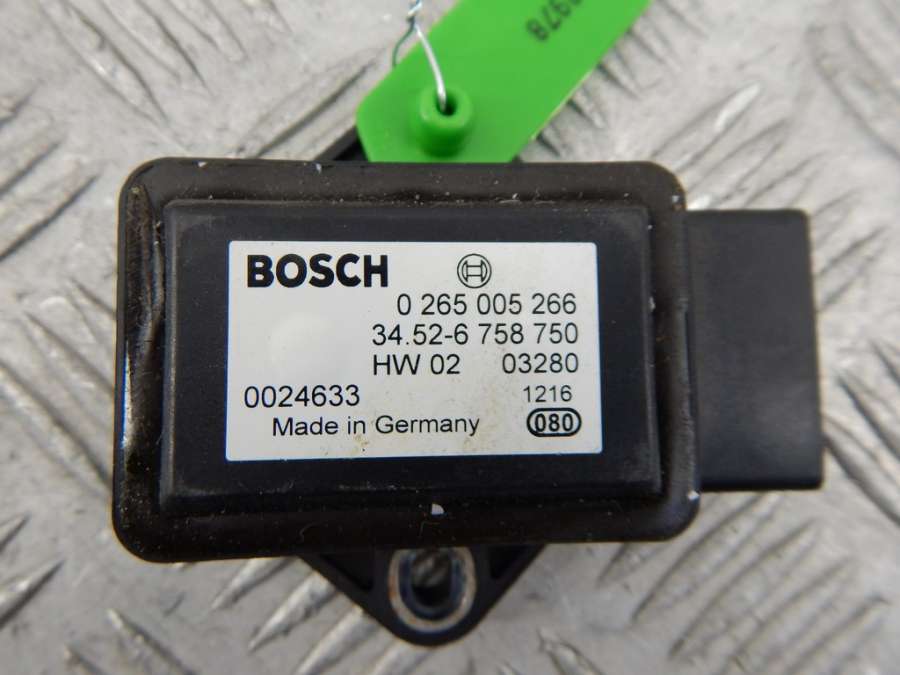 978
BOSCH
0 265 005 266
34.52-6 758 750
HW 02 03280
0024633 1216
Made in Germany 080